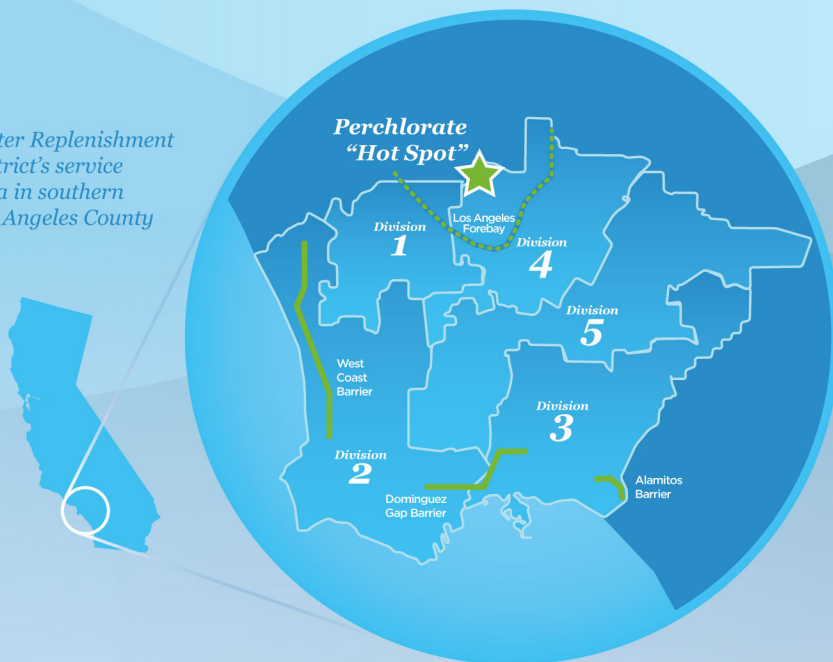 ter Replenishment
trict's service
a in southern
Angeles County
Perchlorate
"Hot Spot"
Los Angeles
Forebay
Division
1
Division
4
Division
5
West
Coast
Barrier
Division
3
Division
2
Dominguez
Gap Barrier
Alamitos
Barrier